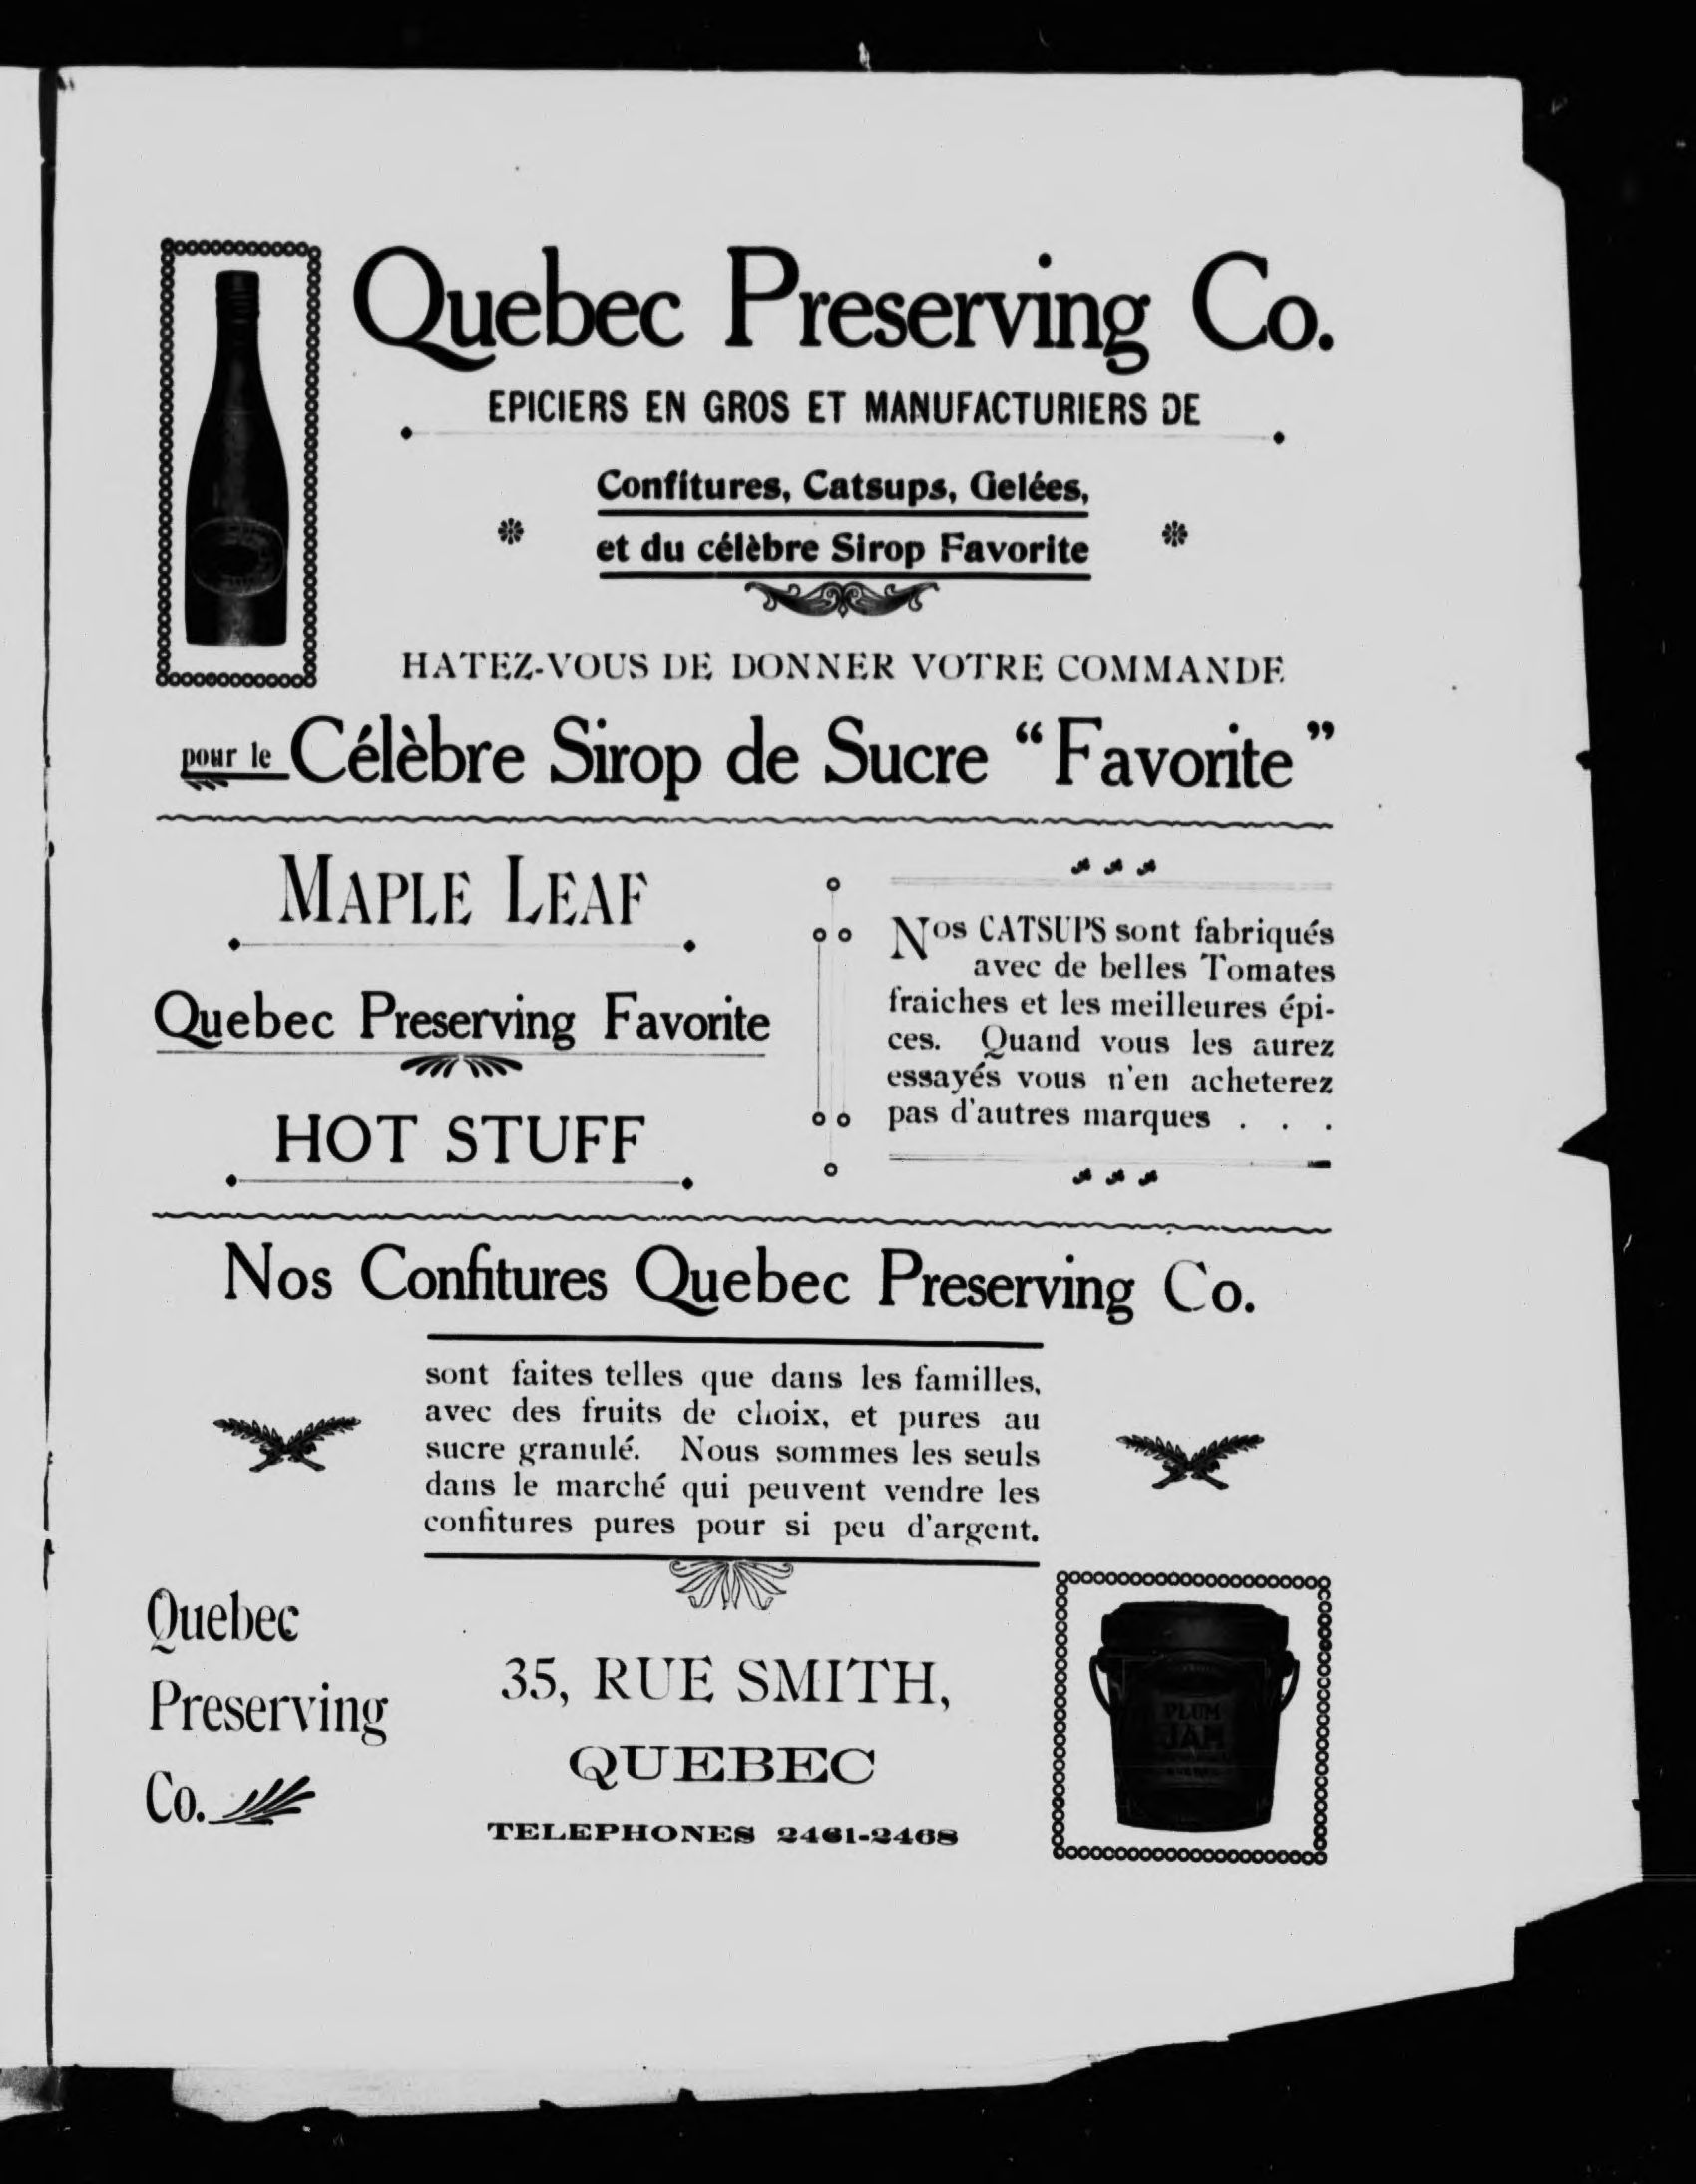 Quebec Preserving Co.
EPICIERS EN GROS ET MANUFACTURIERS DE
Confitures, Catsups, Gelées,
et du célèbre Sirop Favorite
HATEZ-VOUS DE DONNER VOTRE COMMANDE
pour le Célèbre Sirop de Sucre "Favorite"
MAPLE LEAF
Quebec Preserving Favorite
HOT STUFF
Nos CATSUPS sont fabriqués
avec de belles Tomates
fraiches et les meilleures épi-
ces. Quand vous les aurez
essayés vous n'en acheterez
pas d'autres marques . . .
Nos Confitures Quebec Preserving Co.
sont faites telles que dans les familles,
avec des fruits de choix, et pures au
sucre granulé. Nous sommes les seuls
dans le marché qui peuvent vendre les
confitures pures pour si peu d'argent.
Quebec
Preserving
Co.
35, RUE SMITH,
QUEBEC
TELEPHONES 2461-2468
PLUM
JAM